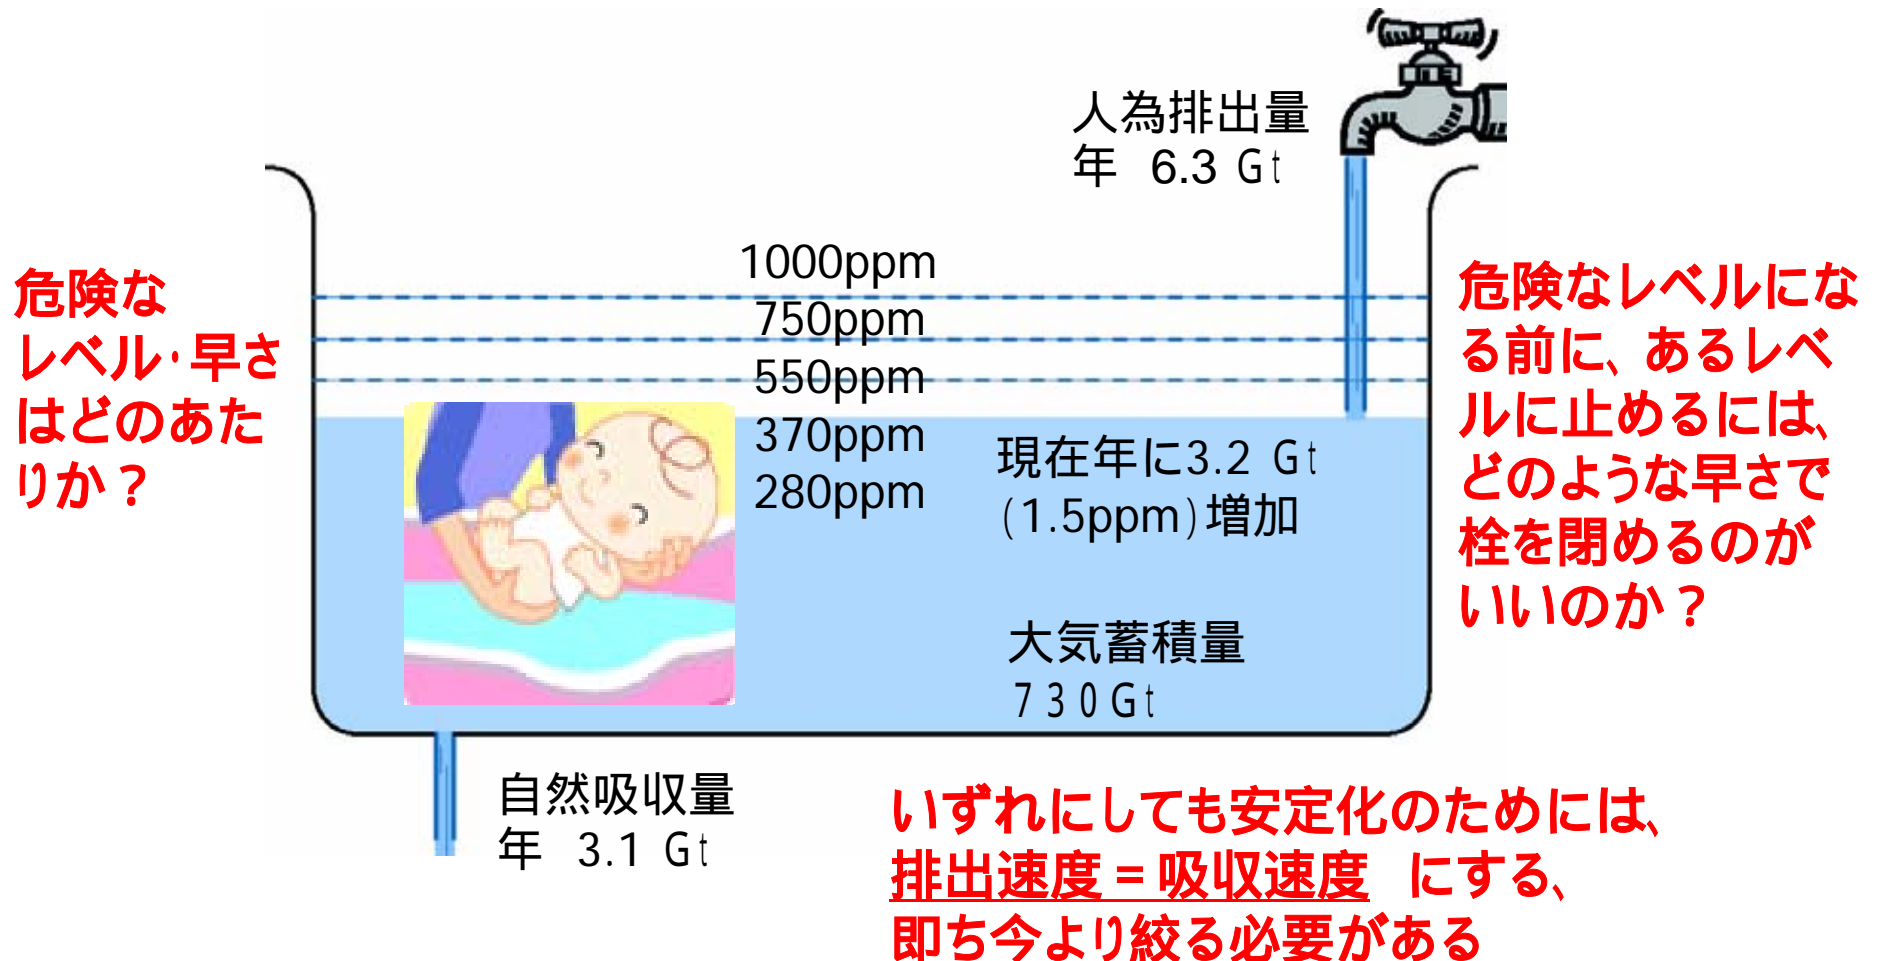 人為排出量
年 6.3 Gt
危険な
レベル・早さ
はどのあた
りか？
1000ppm
750ppm
550ppm
370ppm
280ppm
現在年に3.2 Gt
(1.5ppm)増加
大気蓄積量
730Gt
危険なレベルにな
る前に、あるレベ
ルに止めるには、
どのような早さで
栓を閉めるのが
いいのか？
自然吸収量
年 3.1 Gt
いずれにしても安定化のためには、
排出速度＝吸収速度 にする、
即ち今より絞る必要がある